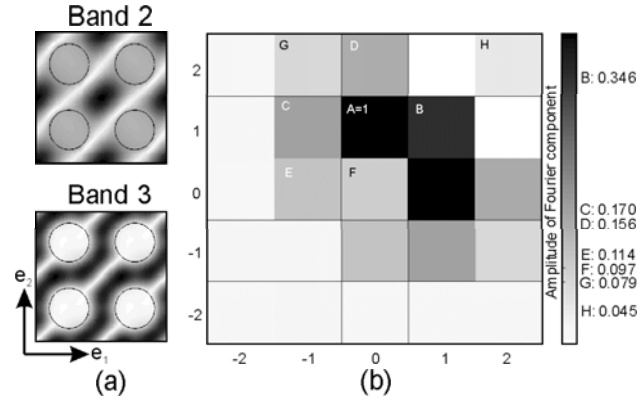 Band 2
Band 3
e2
e1
(a)
G
D
H
C
A=1
B
E
F
2
1
0
-1
-2
-2
-1
0
1
2
(b)
Amplitude of Fourier component
B: 0.346
C: 0.170
D: 0.156
E: 0.114
F: 0.097
G: 0.079
H: 0.045